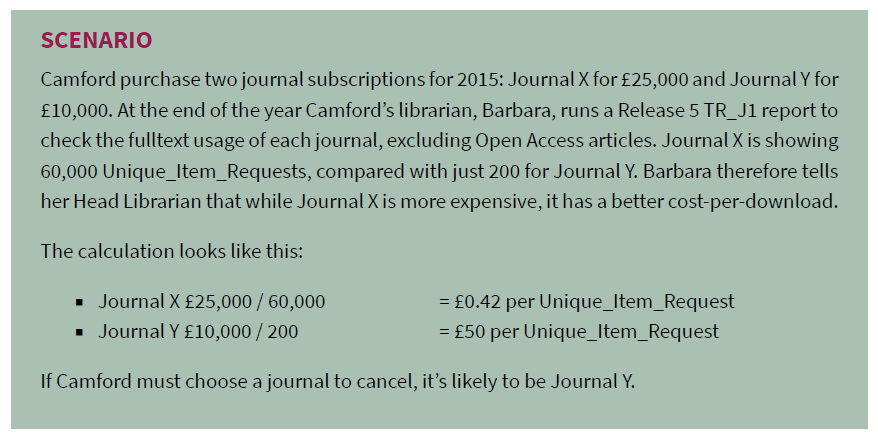 SCENARIO
Camford purchase two journal subscriptions for 2015: Journal X for £25,000 and Journal Y for
£10,000. At the end of the year Camford's librarian, Barbara, runs a Release 5 TR_J1 report to
check the fulltext usage of each journal, excluding Open Access articles. Journal X is showing
60,000 Unique_Item_Requests, compared with just 200 for Journal Y. Barbara therefore tells
her Head Librarian that while Journal X is more expensive, it has a better cost-per-download.
The calculation looks like this:
▪ Journal X £25,000 / 60,000 = £0.42 per Unique_Item_Request
▪ Journal Y £10,000 / 200 = £50 per Unique_Item_Request
If Camford must choose a journal to cancel, it's likely to be Journal Y.